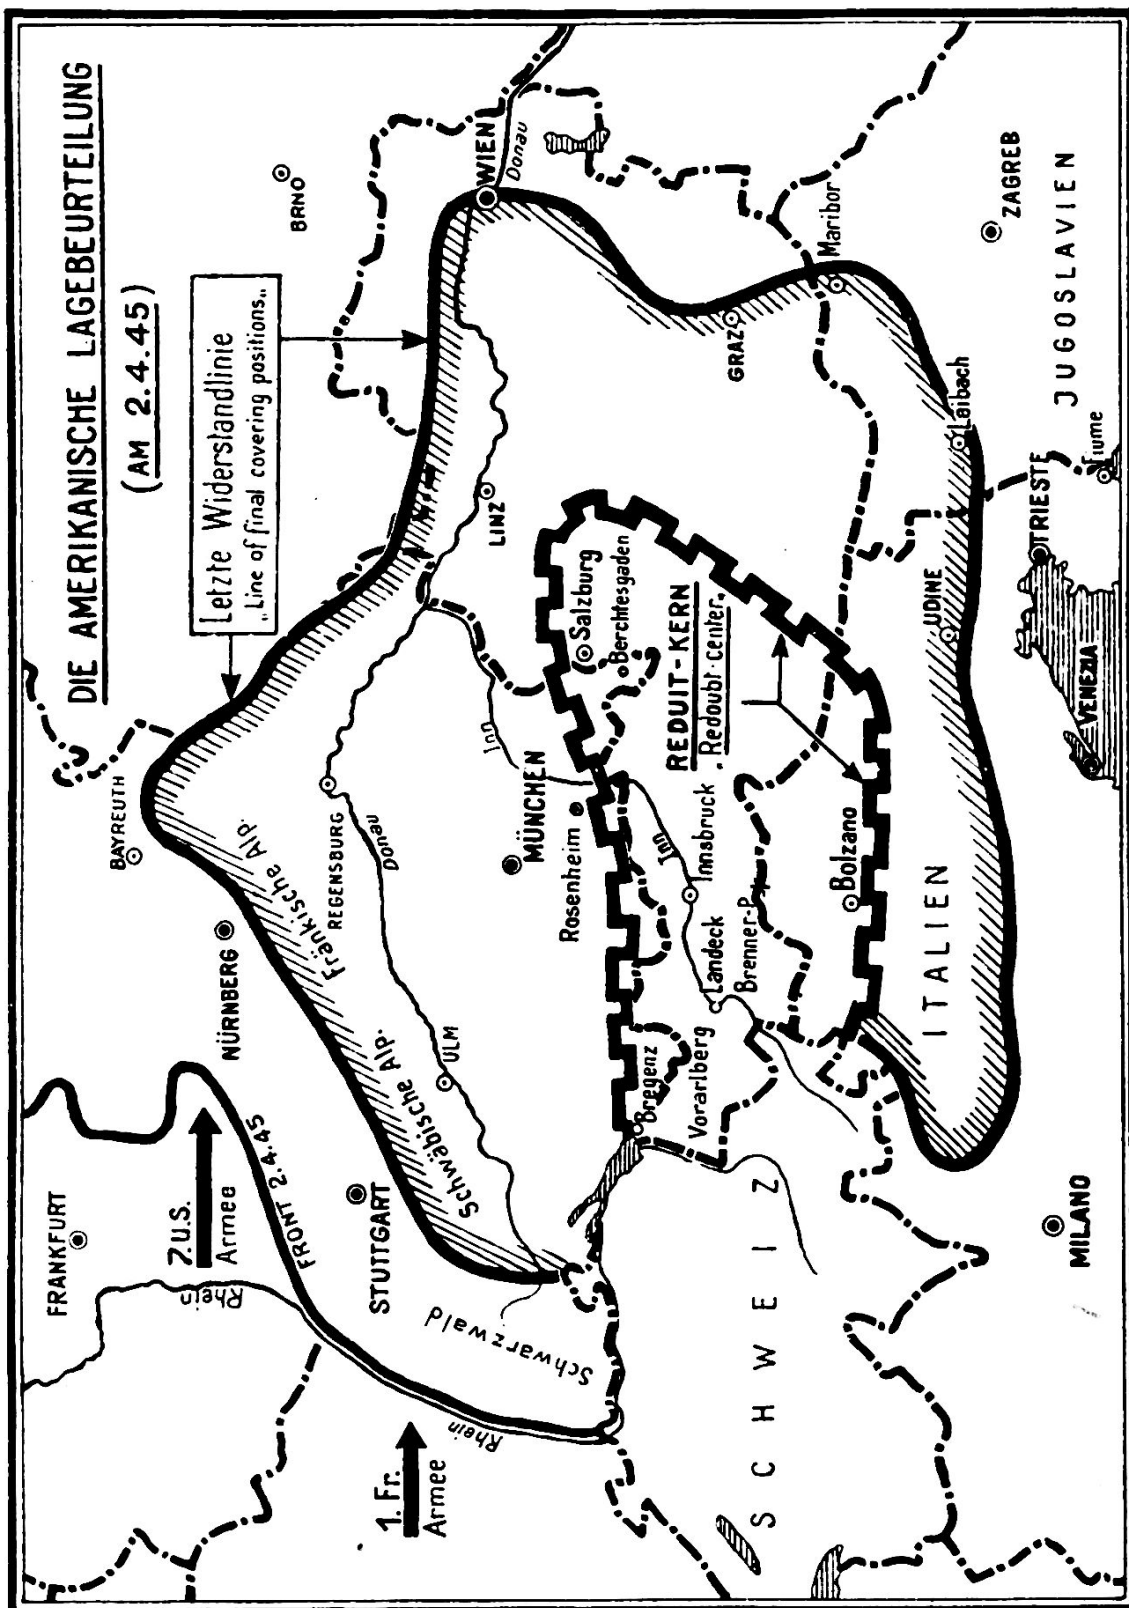 DIE AMERIKANISCHE LAGEBEURTEILUNG
(AM 2.4.45)
Letzte Widerstandlinie
„Line of final covering positions„
FRANKFURT
BAYREUTH
BRNO
7.U.S.
Armee
Rhein
FRONT 2.4.45
NÜRNBERG
Fränkische Alp.
REGENSBURG
Donau
WIEN
Donau
STUTTGART
Schwäbische Alp.
ULM
Inn
LINZ
1. Fr.
Armee
Rhein
Schwarzwald
MÜNCHEN
Rosenheim
Salzburg
Berchtesgaden
Bregenz
Vorarlberg
Landeck
Inn
Innsbruck
Brenner-P.
REDUIT-KERN
„Redoubt-center„
GRAZ
Maribor
SCHWEIZ
Bolzano
UDINE
Laibach
ZAGREB
ITALIEN
MILANO
VENEZIA
TRIESTE
Fiume
JUGOSLAVIEN